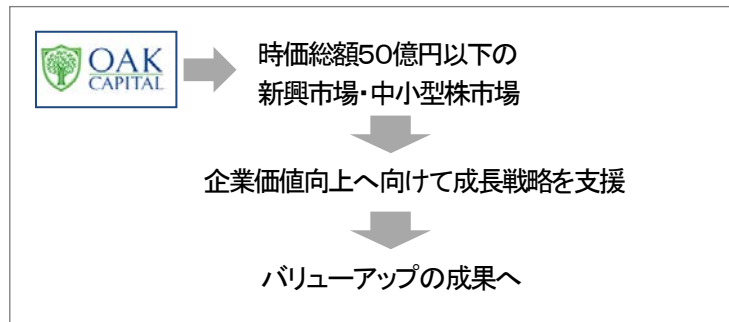 OAK
CAPITAL
時価総額50億円以下の
新興市場・中小型株市場
企業価値向上へ向けて成長戦略を支援
バリューアップの成果へ